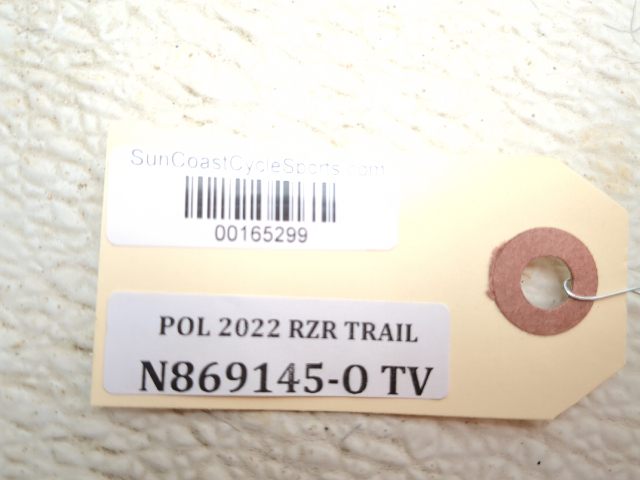 SunCoastCycleSports.com
00165299
POL 2022 RZR TRAIL
N869145-O TV